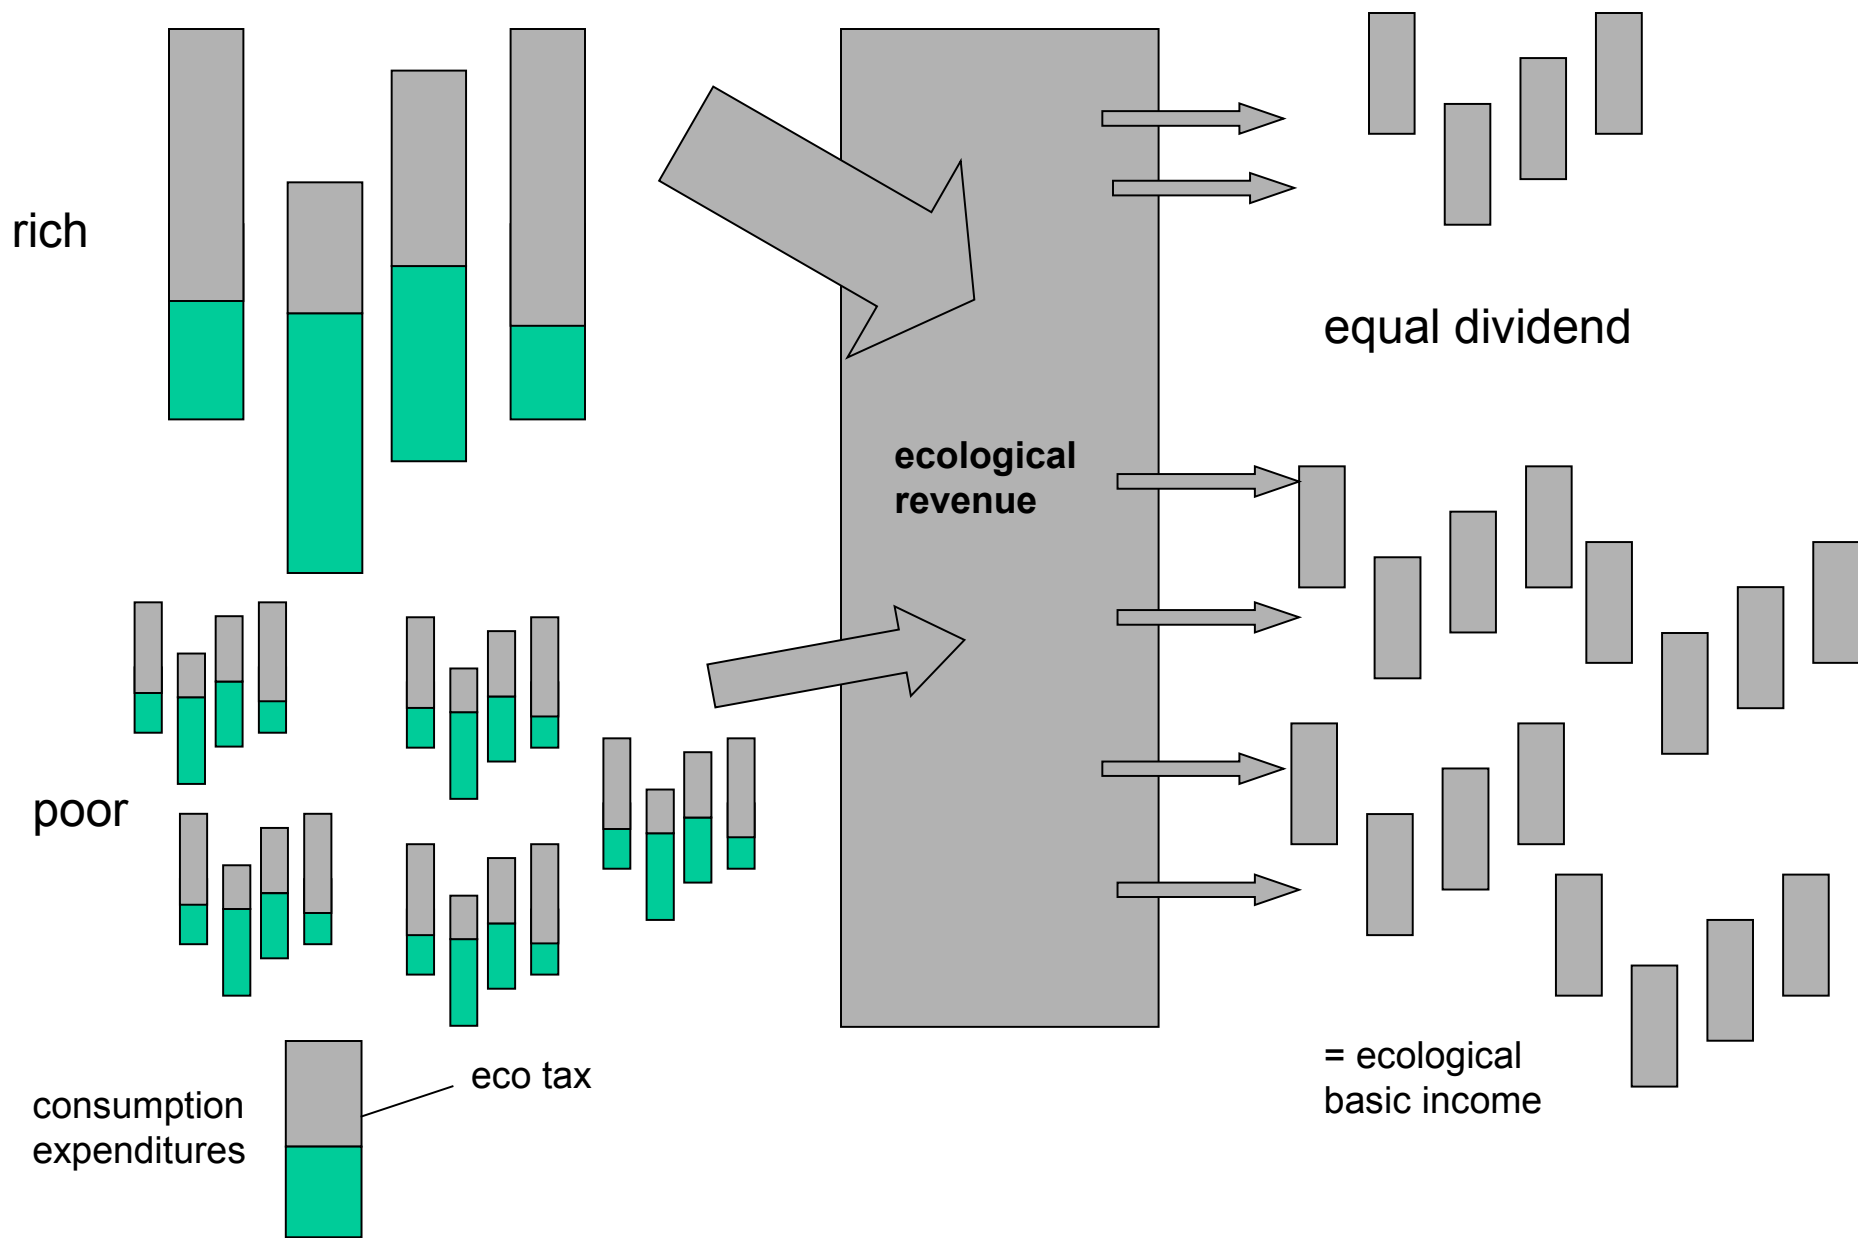 rich
equal dividend
ecological
revenue
poor
= ecological
basic income
eco tax
consumption
expenditures